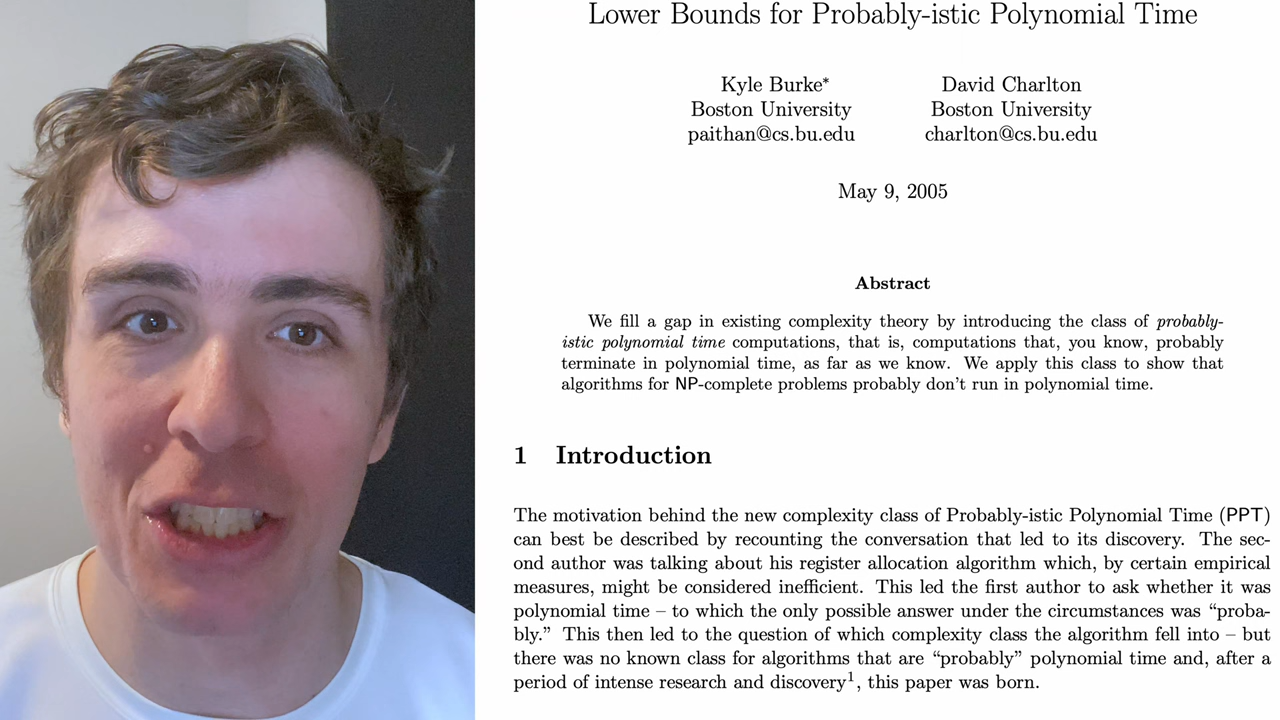 Lower Bounds for Probably-istic Polynomial Time
Kyle Burke*
Boston University
paithan@cs.bu.edu
David Charlton
Boston University
charlton@cs.bu.edu
May 9, 2005
Abstract
We fill a gap in existing complexity theory by introducing the class of probably-
istic polynomial time computations, that is, computations that, you know, probably
terminate in polynomial time, as far as we know. We apply this class to show that
algorithms for NP-complete problems probably don't run in polynomial time.
1 Introduction
The motivation behind the new complexity class of Probably-istic Polynomial Time (PPT)
can best be described by recounting the conversation that led to its discovery. The sec-
ond author was talking about his register allocation algorithm which, by certain empirical
measures, might be considered inefficient. This led the first author to ask whether it was
polynomial time – to which the only possible answer under the circumstances was “proba-
bly.” This then led to the question of which complexity class the algorithm fell into – but
there was no known class for algorithms that are “probably” polynomial time and, after a
period of intense research and discovery¹, this paper was born.